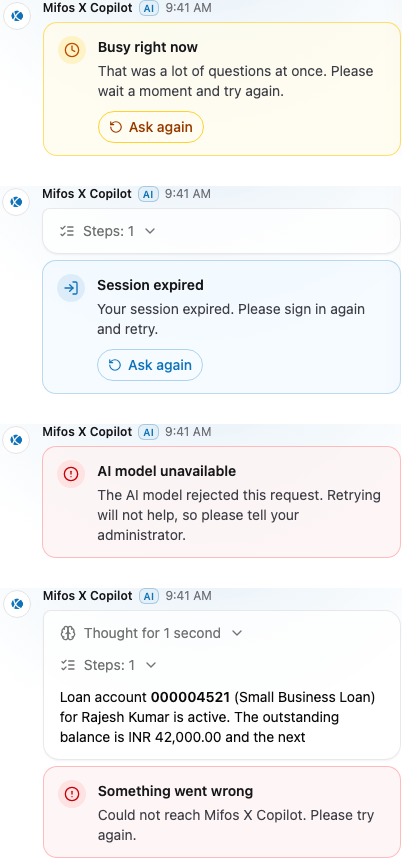 Mifos X Copilot AI 9:41 AM
Busy right now
That was a lot of questions at once. Please
wait a moment and try again.
Ask again
Mifos X Copilot AI 9:41 AM
Steps: 1
Session expired
Your session expired. Please sign in again
and retry.
Ask again
Mifos X Copilot AI 9:41 AM
AI model unavailable
The AI model rejected this request. Retrying
will not help, so please tell your
administrator.
Mifos X Copilot AI 9:41 AM
Thought for 1 second
Steps: 1
Loan account 000004521 (Small Business Loan)
for Rajesh Kumar is active. The outstanding
balance is INR 42,000.00 and the next
Something went wrong
Could not reach Mifos X Copilot. Please try
again.